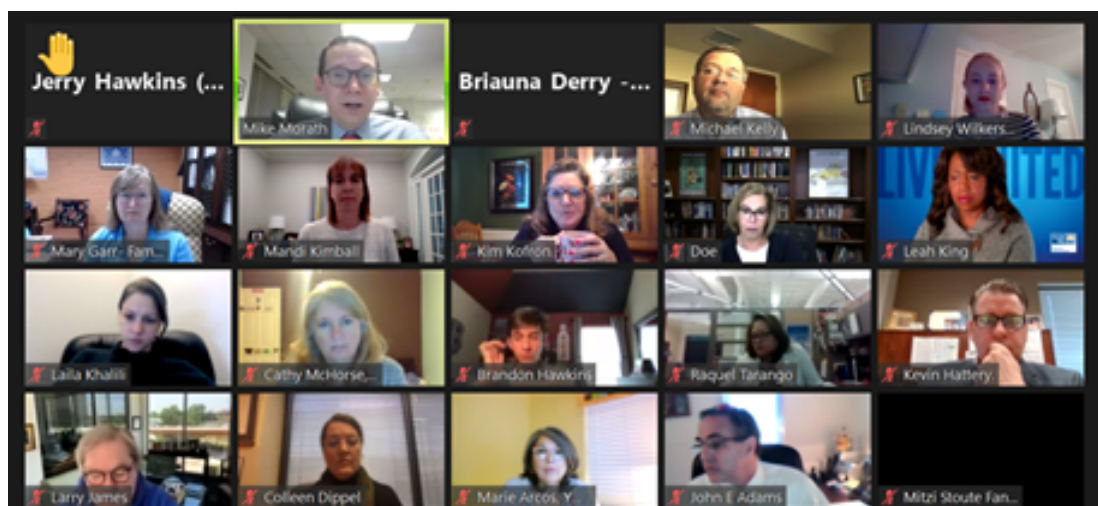 Jerry Hawkins (...
Mike Morath
Briauna Derry -...
Michael Kelly
Lindsey Wilkers...
Mary Garr- Fam...
Mandi Kimball
Kim Kofron
Doe
LIVE UNITED
Leah King
Laila Khalili
Cathy McHorse,...
Brandon Hawkins
Raquel Tarango
Kevin Hattery.
Larry James
Colleen Dippel
Marie Arcos, Y...
John E Adams
Mitzi Stoute Fan...